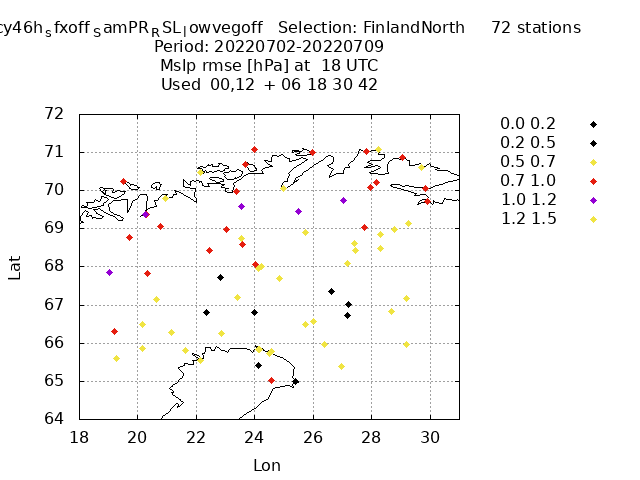 cy46h_sfxoff_SamPR_RSL_lowvegoff Selection: FinlandNorth 72 stations
Period: 20220702-20220709
Mslp rmse [hPa] at 18 UTC
Used 00,12 + 06 18 30 42
72
71
70
69
68
67
66
65
64
18 20 22 24 26 28 30
Lat
Lon
0.0 0.2
0.2 0.5
0.5 0.7
0.7 1.0
1.0 1.2
1.2 1.5